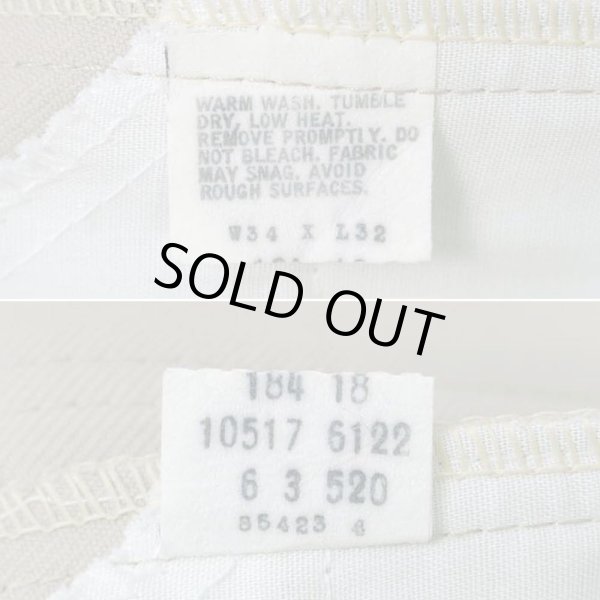 WARM WASH. TUMBLE
DRY, LOW HEAT.
REMOVE PROMPTLY. DO
NOT BLEACH. FABRIC
MAY SNAG. AVOID
ROUGH SURFACES.
W34 X L32
SOLD OUT
184 18
10517 6122
6 3 520
85423 4